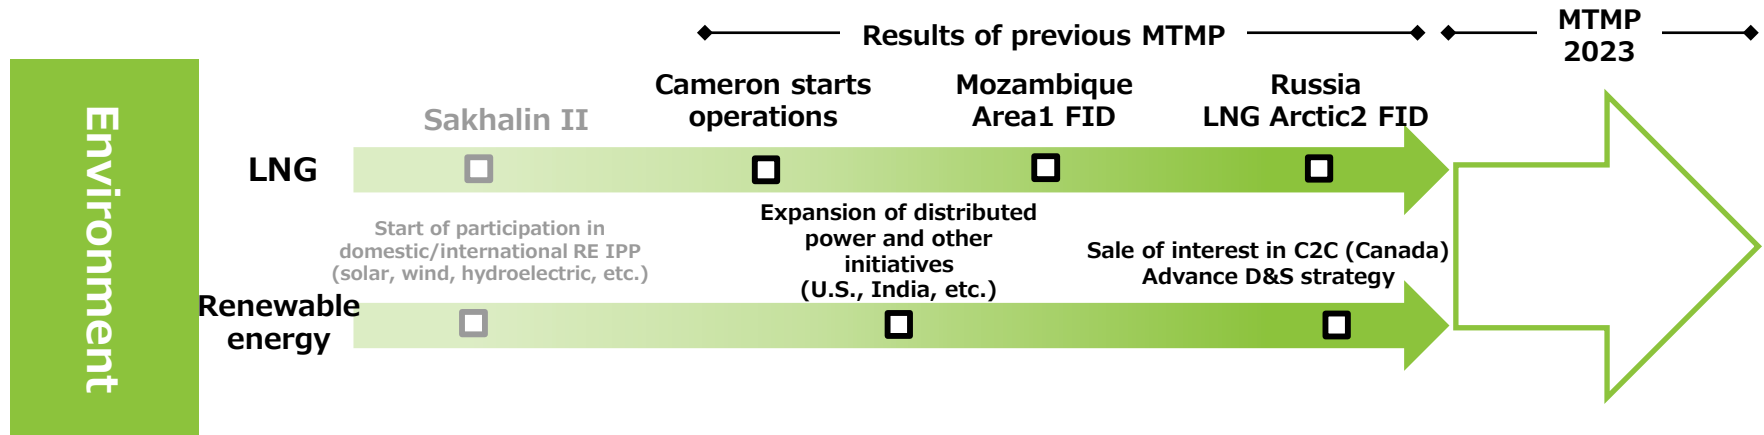 Environment
Results of previous MTMP
MTMP
2023
LNG
Sakhalin II
Cameron starts
operations
Mozambique
Area1 FID
Russia
LNG Arctic2 FID
Renewable
energy
Start of participation in
domestic/international RE IPP
(solar, wind, hydroelectric, etc.)
Expansion of distributed
power and other
initiatives
(U.S., India, etc.)
Sale of interest in C2C (Canada)
Advance D&S strategy